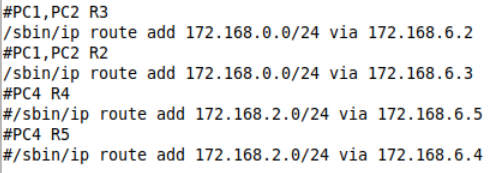 #PC1,PC2 R3
/sbin/ip route add 172.168.0.0/24 via 172.168.6.2
#PC1,PC2 R2
/sbin/ip route add 172.168.0.0/24 via 172.168.6.3
#PC4 R4
#/sbin/ip route add 172.168.2.0/24 via 172.168.6.5
#PC4 R5
#/sbin/ip route add 172.168.2.0/24 via 172.168.6.4